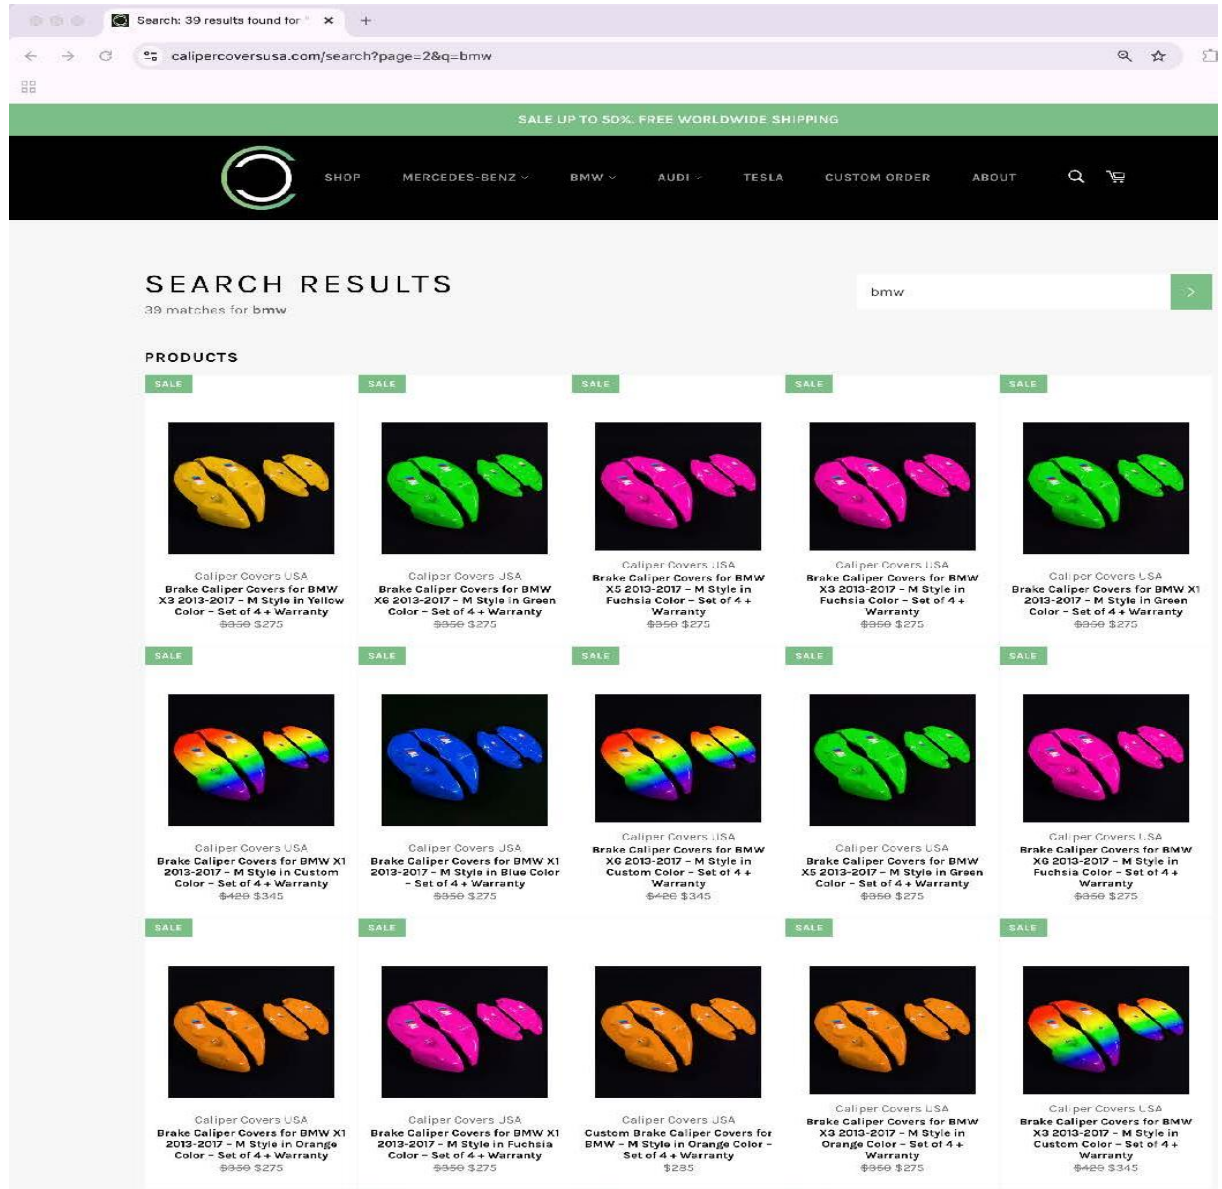 Search: 39 results found for "
calipercoversusa.com/search?page=2&q=bmw
SALE UP TO 50%. FREE WORLDWIDE SHIPPING
SHOP MERCEDES-BENZ BMW AUDI TESLA CUSTOM ORDER ABOUT
SEARCH RESULTS
bmw
39 matches for bmw
PRODUCTS
SALE SALE SALE SALE SALE
Caliper Covers USA
Brake Caliper Covers for BMW
X3 2013-2017 – M Style in Yellow
Color – Set of 4 + Warranty
$350 $275
Caliper Covers USA
Brake Caliper Covers for BMW
X6 2013-2017 – M Style in Green
Color – Set of 4 + Warranty
$350 $275
Caliper Covers USA
Brake Caliper Covers for BMW
X5 2013-2017 – M Style in
Fuchsia Color – Set of 4 +
Warranty
$350 $275
Caliper Covers USA
Brake Caliper Covers for BMW
X3 2013-2017 – M Style in
Fuchsia Color – Set of 4 +
Warranty
$350 $275
Caliper Covers USA
Brake Caliper Covers for BMW X1
2013-2017 – M Style in Green
Color – Set of 4 + Warranty
$350 $275
SALE SALE SALE SALE SALE
Caliper Covers USA
Brake Caliper Covers for BMW X1
2013-2017 – M Style in Custom
Color – Set of 4 + Warranty
$420 $345
Caliper Covers USA
Brake Caliper Covers for BMW X1
2013-2017 – M Style in Blue Color
– Set of 4 + Warranty
$350 $275
Caliper Covers USA
Brake Caliper Covers for BMW
X6 2013-2017 – M Style in
Custom Color – Set of 4 +
Warranty
$420 $345
Caliper Covers USA
Brake Caliper Covers for BMW
X5 2013-2017 – M Style in Green
Color – Set of 4 + Warranty
$350 $275
Caliper Covers USA
Brake Caliper Covers for BMW
X6 2013-2017 – M Style in
Fuchsia Color – Set of 4 +
Warranty
$350 $275
SALE SALE SALE SALE
Caliper Covers USA
Brake Caliper Covers for BMW X1
2013-2017 – M Style in Orange
Color – Set of 4 + Warranty
$350 $275
Caliper Covers USA
Brake Caliper Covers for BMW X1
2013-2017 – M Style in Fuchsia
Color – Set of 4 + Warranty
$350 $275
Caliper Covers USA
Custom Brake Caliper Covers for
BMW – M Style in Orange Color –
Set of 4 + Warranty
$285
Caliper Covers USA
Brake Caliper Covers for BMW
X3 2013-2017 – M Style in
Orange Color – Set of 4 +
Warranty
$350 $275
Caliper Covers USA
Brake Caliper Covers for BMW
X3 2013-2017 – M Style in
Custom Color – Set of 4 +
Warranty
$420 $345